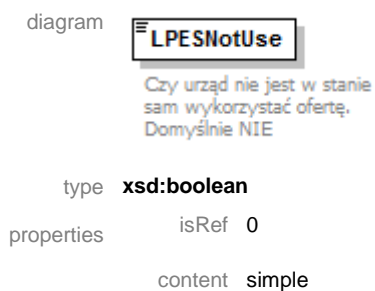 diagram
LPESNotUse
Czy urząd nie jest w stanie
sam wykorzystać ofertę.
Domyślnie NIE
type xsd:boolean
properties isRef 0
content simple